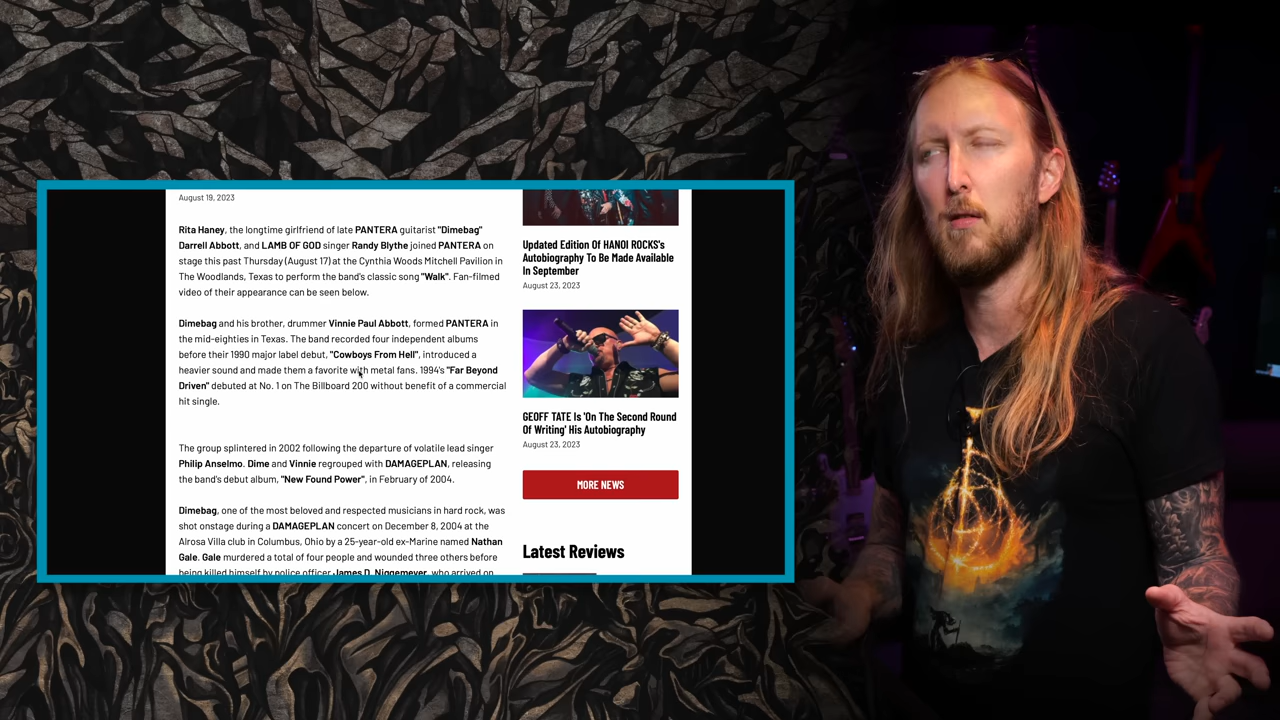 August 19, 2023
Rita Haney, the longtime girlfriend of late PANTERA guitarist "Dimebag"
Darrell Abbott, and LAMB OF GOD singer Randy Blythe joined PANTERA on
stage this past Thursday (August 17) at the Cynthia Woods Mitchell Pavilion in
The Woodlands, Texas to perform the band's classic song "Walk". Fan-filmed
video of their appearance can be seen below.
Dimebag and his brother, drummer Vinnie Paul Abbott, formed PANTERA in
the mid-eighties in Texas. The band recorded four independent albums
before their 1990 major label debut, "Cowboys From Hell", introduced a
heavier sound and made them a favorite with metal fans. 1994's "Far Beyond
Driven" debuted at No. 1 on The Billboard 200 without benefit of a commercial
hit single.
The group splintered in 2002 following the departure of volatile lead singer
Philip Anselmo. Dime and Vinnie regrouped with DAMAGEPLAN, releasing
the band's debut album, "New Found Power", in February of 2004.
Dimebag, one of the most beloved and respected musicians in hard rock, was
shot onstage during a DAMAGEPLAN concert on December 8, 2004 at the
Alrosa Villa club in Columbus, Ohio by a 25-year-old ex-Marine named Nathan
Gale. Gale murdered a total of four people and wounded three others before
being killed himself by police officer James D. Niggemeyer, who arrived on
Updated Edition Of HANOI ROCKS's
Autobiography To Be Made Available
In September
August 23, 2023
GEOFF TATE Is 'On The Second Round
Of Writing' His Autobiography
August 23, 2023
MORE NEWS
Latest Reviews